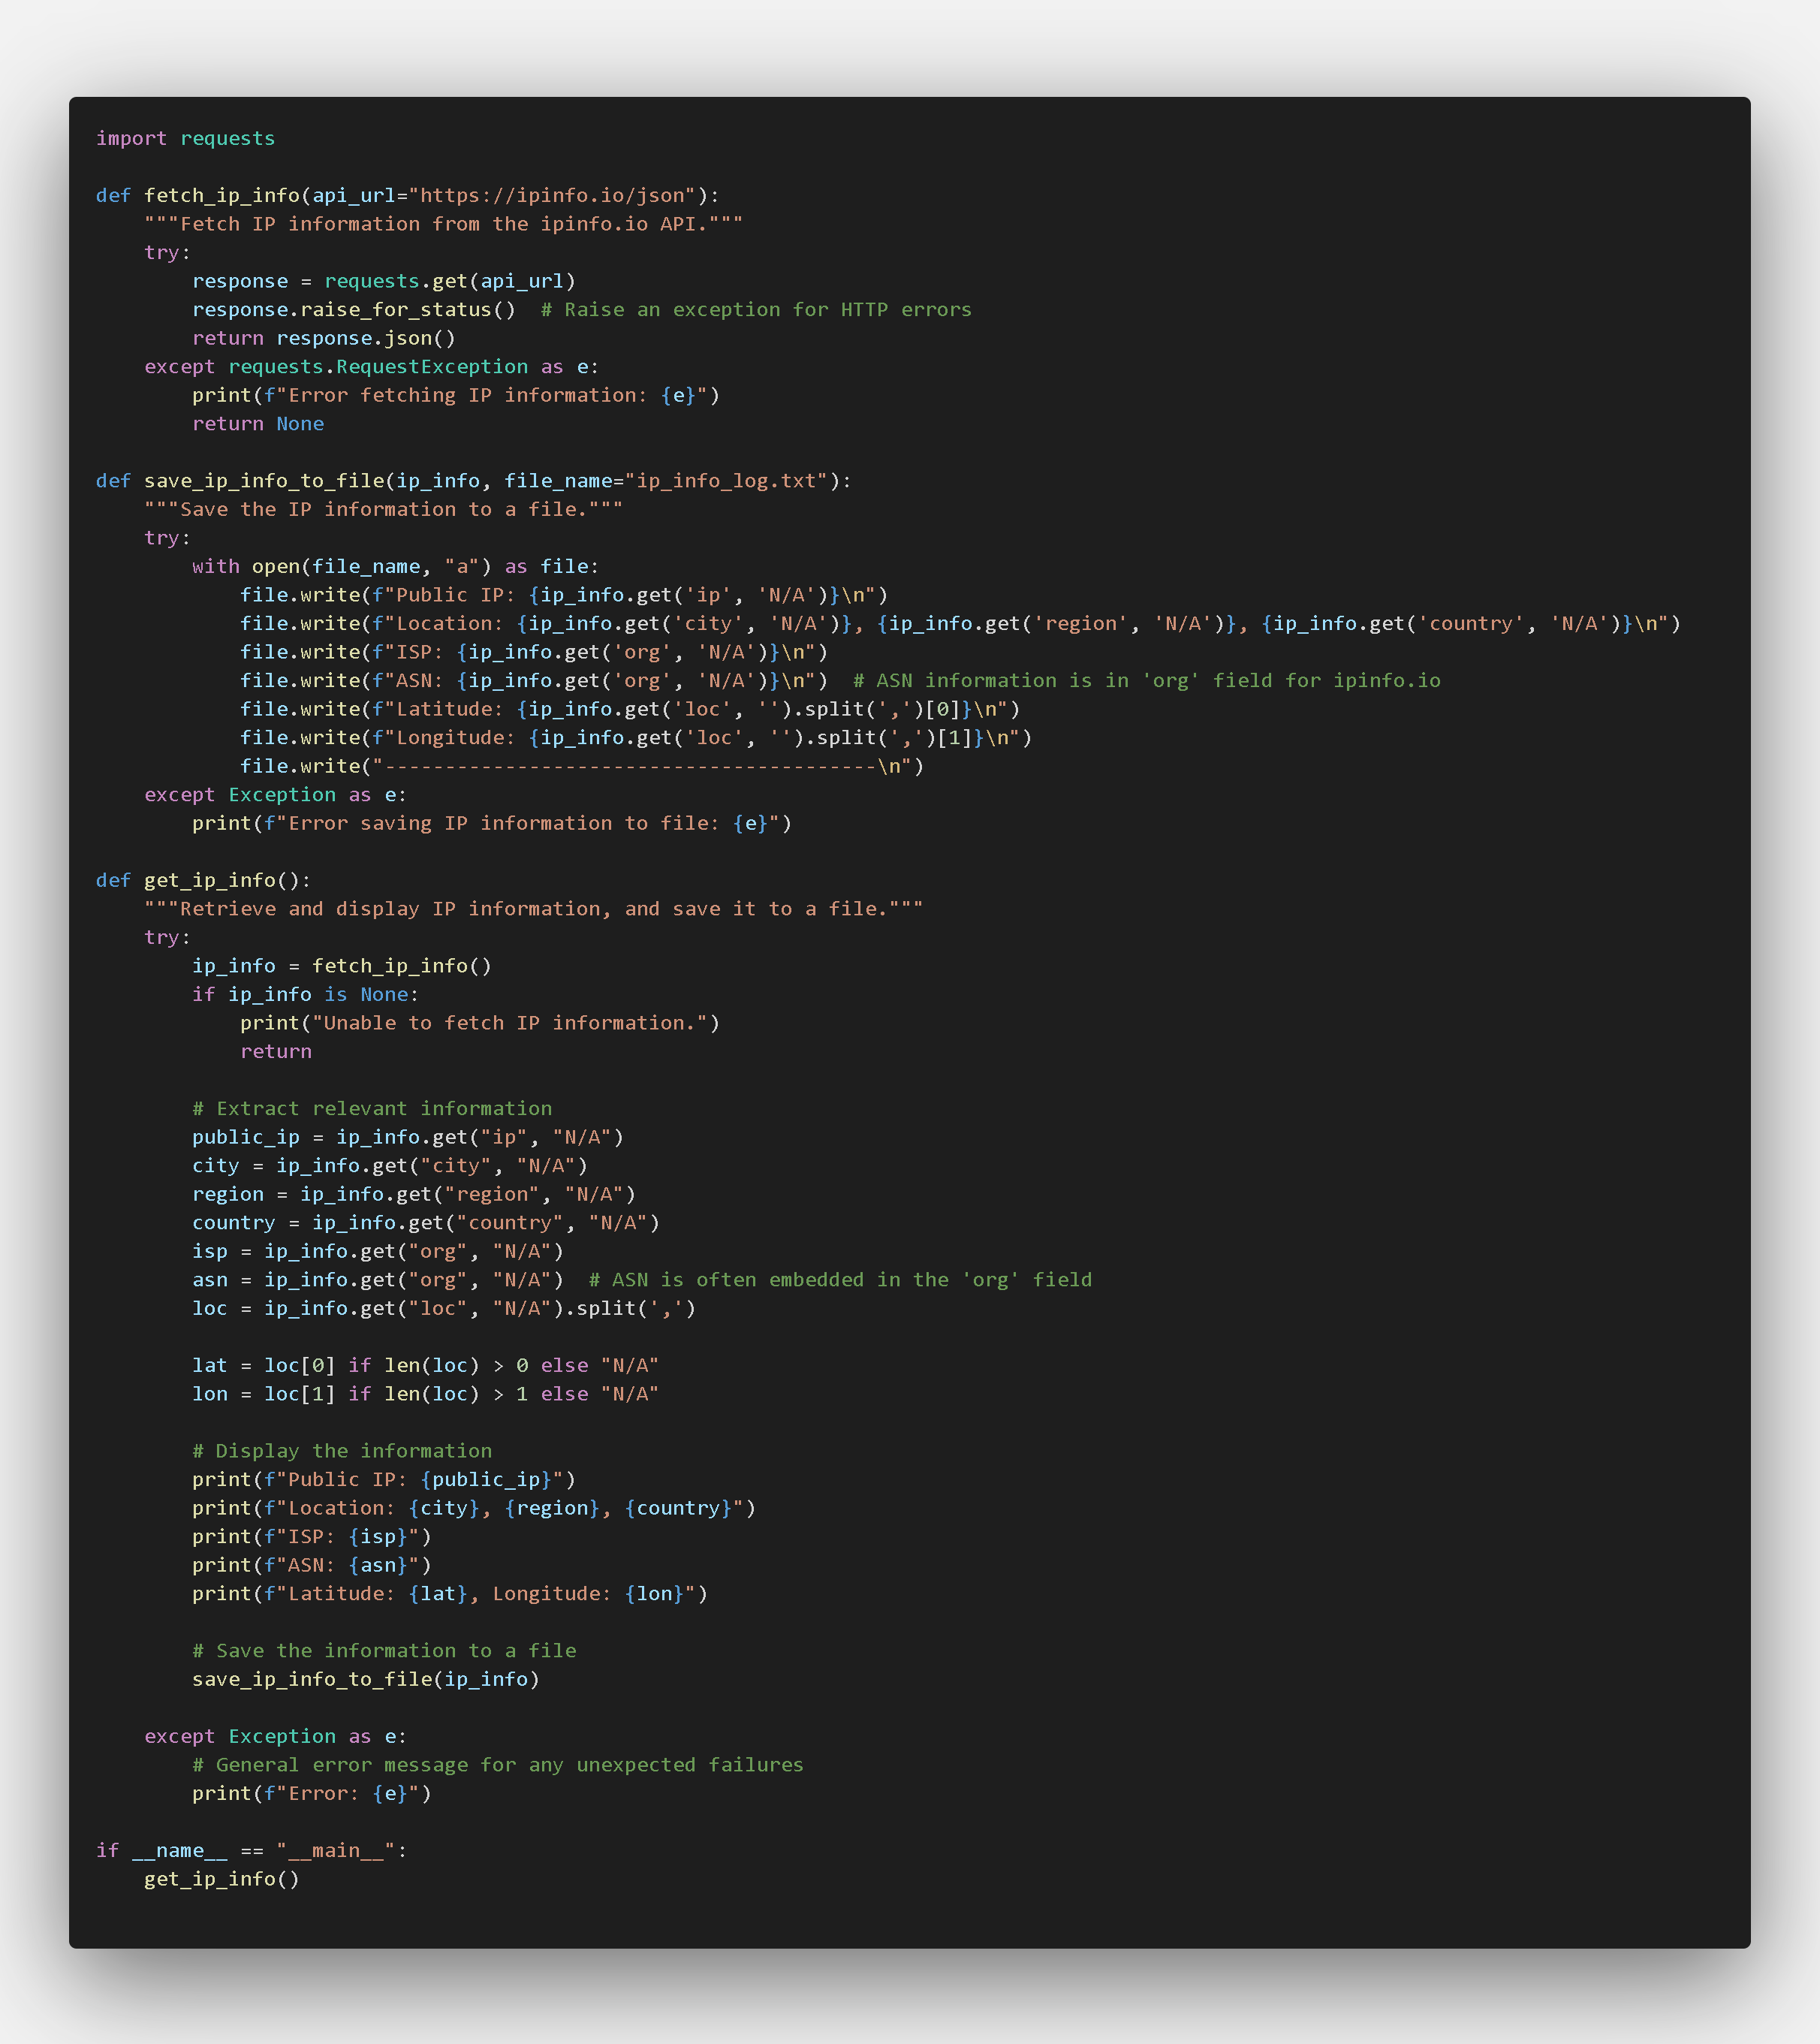 import requests

def fetch_ip_info(api_url="https://ipinfo.io/json"):
    """Fetch IP information from the ipinfo.io API."""
    try:
        response = requests.get(api_url)
        response.raise_for_status()  # Raise an exception for HTTP errors
        return response.json()
    except requests.RequestException as e:
        print(f"Error fetching IP information: {e}")
        return None

def save_ip_info_to_file(ip_info, file_name="ip_info_log.txt"):
    """Save the IP information to a file."""
    try:
        with open(file_name, "a") as file:
            file.write(f"Public IP: {ip_info.get('ip', 'N/A')}\n")
            file.write(f"Location: {ip_info.get('city', 'N/A')}, {ip_info.get('region', 'N/A')}, {ip_info.get('country', 'N/A')}\n")
            file.write(f"ISP: {ip_info.get('org', 'N/A')}\n")
            file.write(f"ASN: {ip_info.get('org', 'N/A')}\n")  # ASN information is in 'org' field for ipinfo.io
            file.write(f"Latitude: {ip_info.get('loc', '').split(',')[0]}\n")
            file.write(f"Longitude: {ip_info.get('loc', '').split(',')[1]}\n")
            file.write("-----------------------------------------\n")
    except Exception as e:
        print(f"Error saving IP information to file: {e}")

def get_ip_info():
    """Retrieve and display IP information, and save it to a file."""
    try:
        ip_info = fetch_ip_info()
        if ip_info is None:
            print("Unable to fetch IP information.")
            return

        # Extract relevant information
        public_ip = ip_info.get("ip", "N/A")
        city = ip_info.get("city", "N/A")
        region = ip_info.get("region", "N/A")
        country = ip_info.get("country", "N/A")
        isp = ip_info.get("org", "N/A")
        asn = ip_info.get("org", "N/A")  # ASN is often embedded in the 'org' field
        loc = ip_info.get("loc", "N/A").split(',')

        lat = loc[0] if len(loc) > 0 else "N/A"
        lon = loc[1] if len(loc) > 1 else "N/A"

        # Display the information
        print(f"Public IP: {public_ip}")
        print(f"Location: {city}, {region}, {country}")
        print(f"ISP: {isp}")
        print(f"ASN: {asn}")
        print(f"Latitude: {lat}, Longitude: {lon}")

        # Save the information to a file
        save_ip_info_to_file(ip_info)

    except Exception as e:
        # General error message for any unexpected failures
        print(f"Error: {e}")

if __name__ == "__main__":
    get_ip_info()